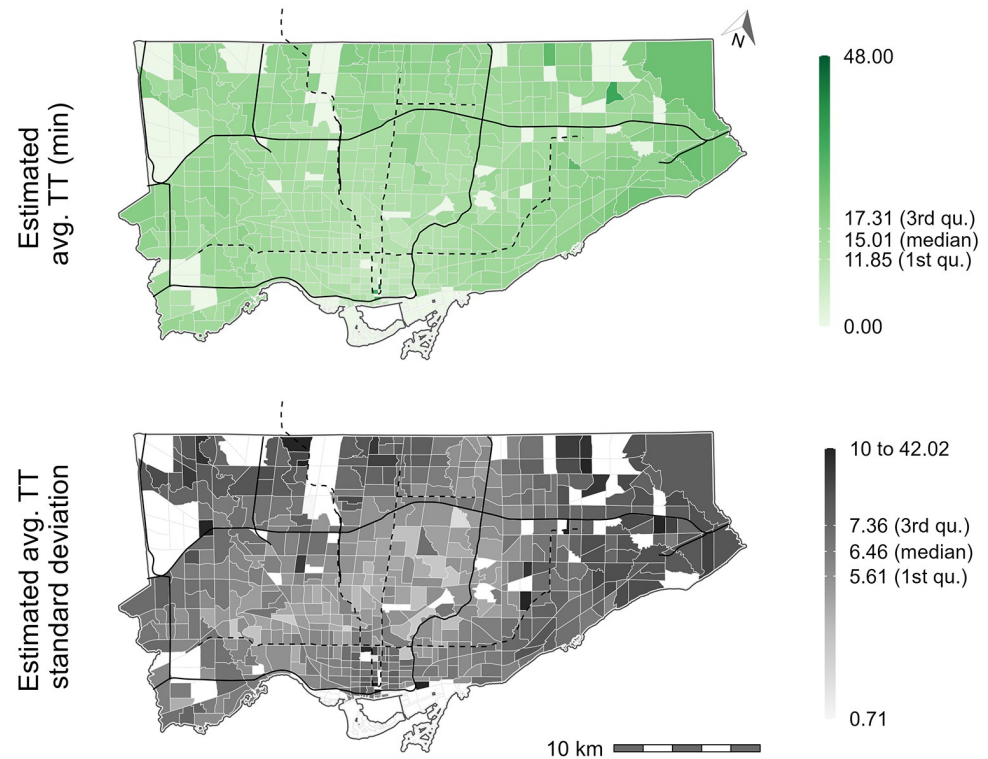 N
Estimated
avg. TT (min)
48.00
17.31 (3rd qu.)
15.01 (median)
11.85 (1st qu.)
0.00
Estimated avg. TT
standard deviation
10 to 42.02
7.36 (3rd qu.)
6.46 (median)
5.61 (1st qu.)
0.71
10 km